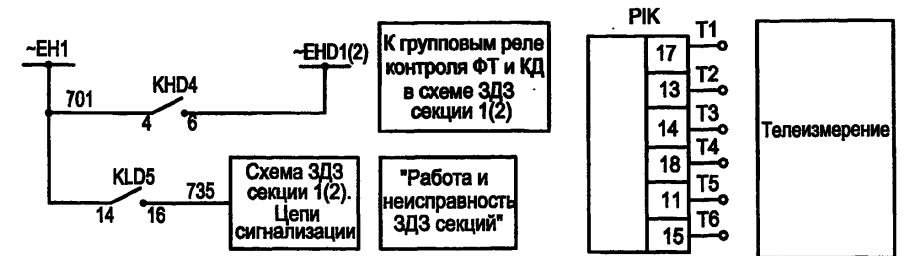 ~EH1
701
KHD4
4 6
~EHD1(2)
К групповым реле
контроля ФТ и КД
в схеме ЗДЗ
секции 1(2)
KLD5
14 16
735
Схема ЗДЗ
секции 1(2).
Цепи
сигнализации
"Работа и
неисправность
ЗДЗ секций"
PIK
17 T1
13 T2
14 T3
18 T4
11 T5
15 T6
Телеизмерение